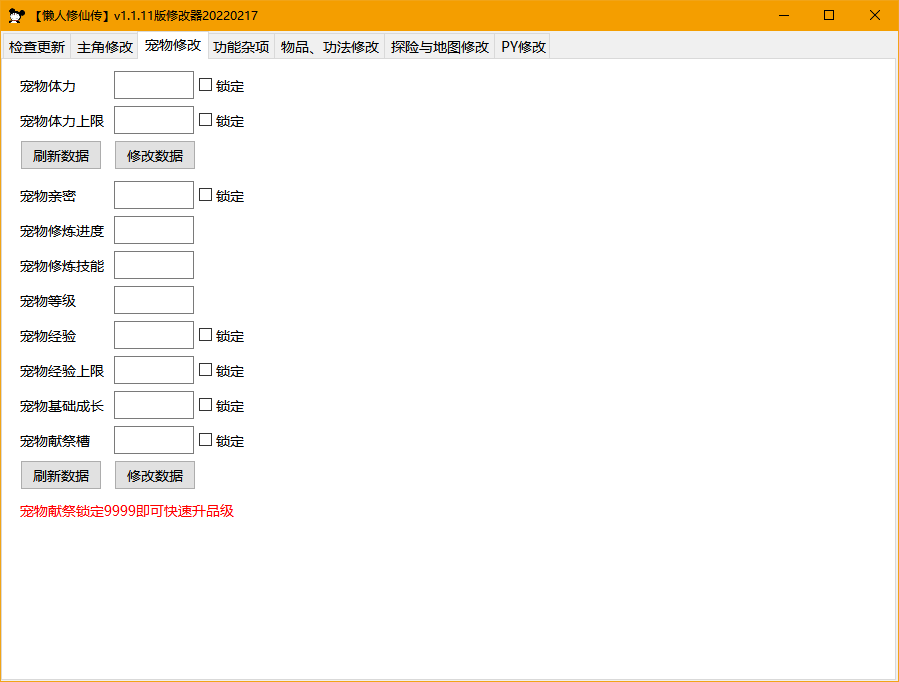 【懒人修仙传】v1.1.11版修改器20220217
检查更新 主角修改 宠物修改 功能杂项 物品、功法修改 探险与地图修改 PY修改
宠物体力 锁定
宠物体力上限 锁定
刷新数据 修改数据
宠物亲密 锁定
宠物修炼进度
宠物修炼技能
宠物等级
宠物经验 锁定
宠物经验上限 锁定
宠物基础成长 锁定
宠物献祭槽 锁定
刷新数据 修改数据
宠物献祭锁定9999即可快速升品级